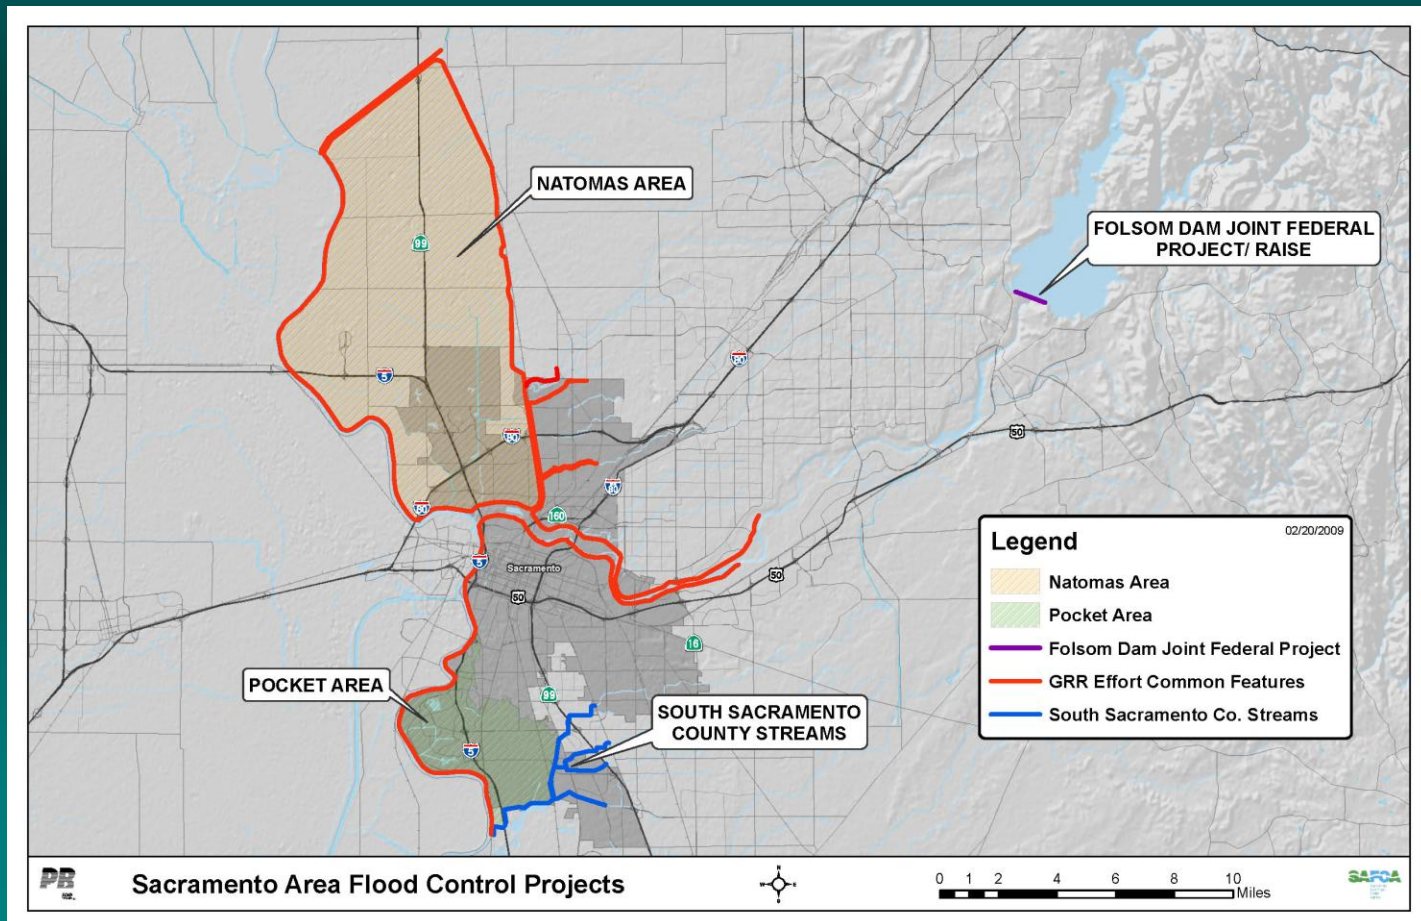 NATOMAS AREA
99
FOLSOM DAM JOINT FEDERAL
PROJECT/ RAISE
5
80
80
50
80
80
160
5
Sacramento
50
50
Legend
02/20/2009
Natomas Area
Pocket Area
Folsom Dam Joint Federal Project
GRR Effort Common Features
South Sacramento Co. Streams
16
POCKET AREA
99
SOUTH SACRAMENTO
COUNTY STREAMS
5
PB
Sacramento Area Flood Control Projects
N
W
E
S
0 1 2 4 6 8 10
Miles
SAFCA